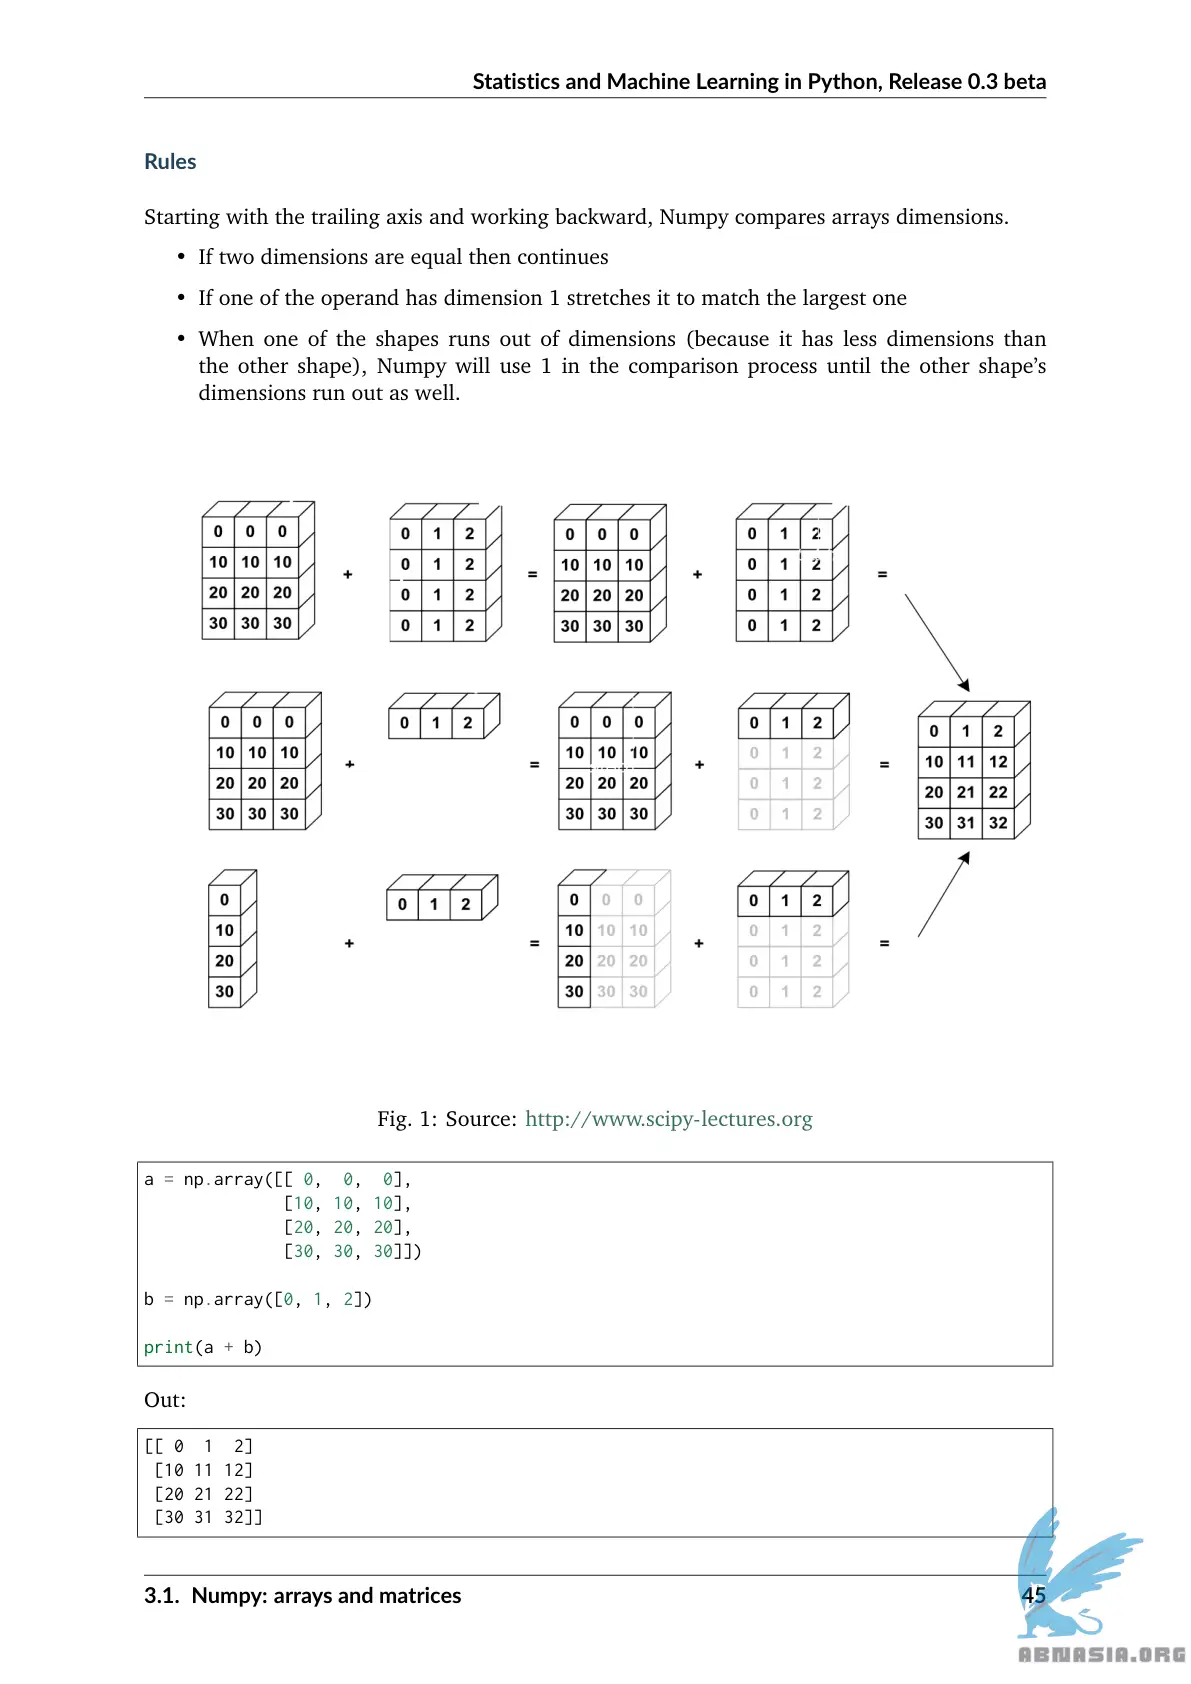 Statistics and Machine Learning in Python, Release 0.3 beta
Rules
Starting with the trailing axis and working backward, Numpy compares arrays dimensions.
• If two dimensions are equal then continues
• If one of the operand has dimension 1 stretches it to match the largest one
• When one of the shapes runs out of dimensions (because it has less dimensions than
the other shape), Numpy will use 1 in the comparison process until the other shape's
dimensions run out as well.
0 0 0 0 1 2 0 0 0 0 1 2
10 10 10 0 1 2 10 10 10 0 1 2
+ = + =
20 20 20 0 1 2 20 20 20 0 1 2
30 30 30 0 1 2 30 30 30 0 1 2
0 0 0 0 1 2 0 0 0 0 1 2 0 1 2
10 10 10 10 10 10 0 1 2 10 11 12
+ = + =
20 20 20 20 20 20 0 1 2 20 21 22
30 30 30 30 30 30 0 1 2 30 31 32
0 0 1 2 0 0 0 0 1 2
10 10 10 10 0 1 2
+ = + =
20 20 20 20 0 1 2
30 30 30 30 0 1 2
Fig. 1: Source: http://www.scipy-lectures.org
a = np.array([[ 0,  0,  0],
              [10, 10, 10],
              [20, 20, 20],
              [30, 30, 30]])
b = np.array([0, 1, 2])
print(a + b)
Out:
[[ 0  1  2]
 [10 11 12]
 [20 21 22]
 [30 31 32]]
3.1. Numpy: arrays and matrices 45
ABNASIA.ORG